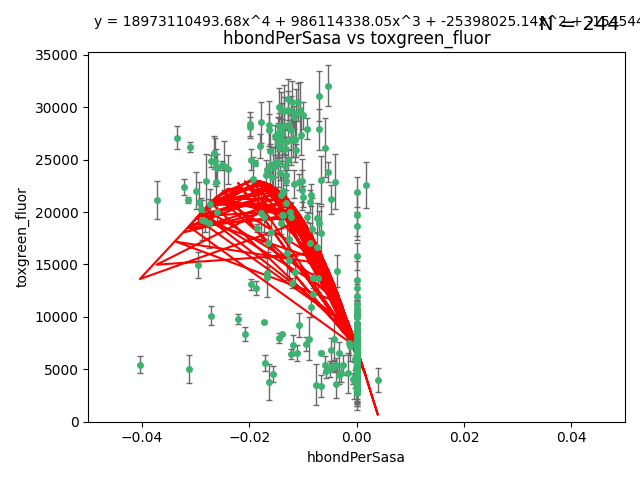 y = 18973110493.68x^4 + 986114338.05x^3 + -25398025.14x^2 +
N = 244
hbondPerSasa vs toxgreen_fluor
35000
30000
25000
20000
15000
10000
5000
0
toxgreen_fluor
−0.04
−0.02
0.00
0.02
0.04
hbondPerSasa